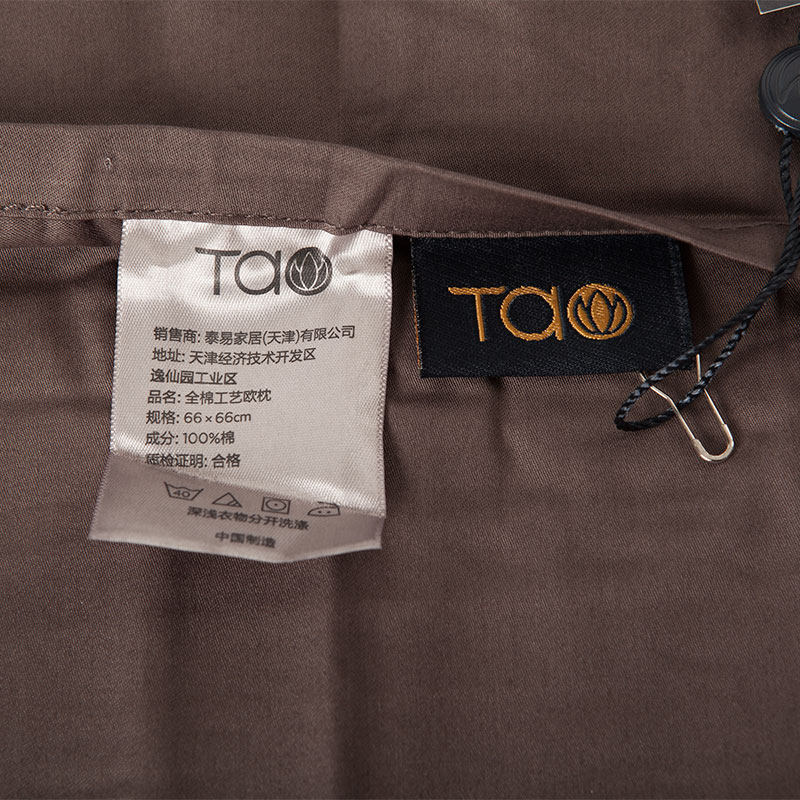 Tao
销售商: 泰易家居(天津)有限公司
地址: 天津经济技术开发区
逸仙园工业区
品名: 全棉工艺欧枕
规格: 66×66cm
成分: 100%棉
质检证明: 合格
40
深浅衣物分开洗涤
中国制造
Tao